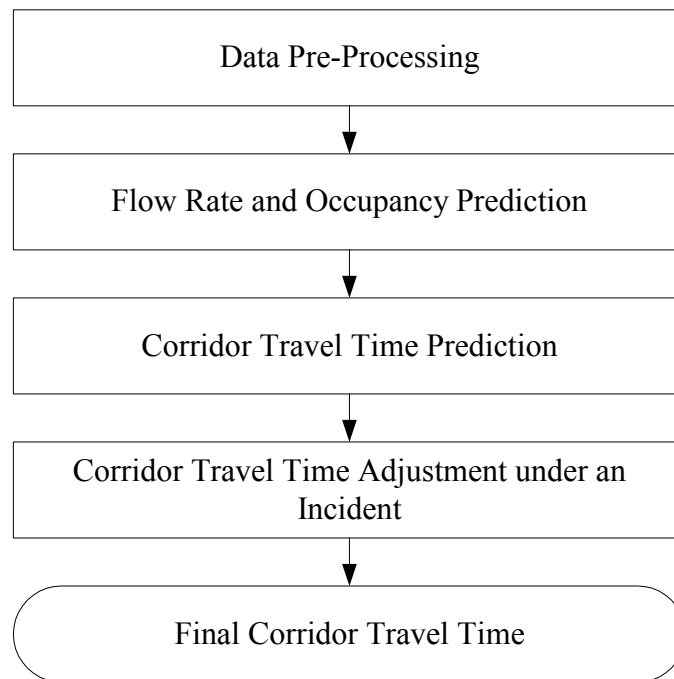 Data Pre-Processing
Flow Rate and Occupancy Prediction
Corridor Travel Time Prediction
Corridor Travel Time Adjustment under an
Incident
Final Corridor Travel Time